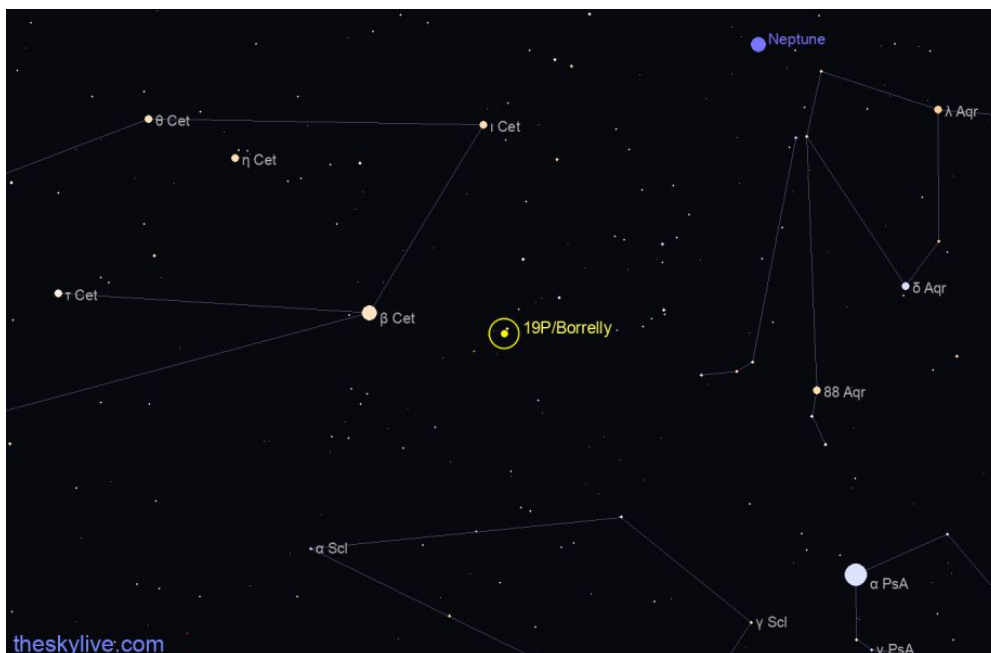 Neptune
λ Aqr
θ Cet
ι Cet
η Cet
δ Aqr
τ Cet
β Cet
19P/Borrelly
88 Aqr
α Scl
α PsA
γ Scl
γ PsA
theskylive.com